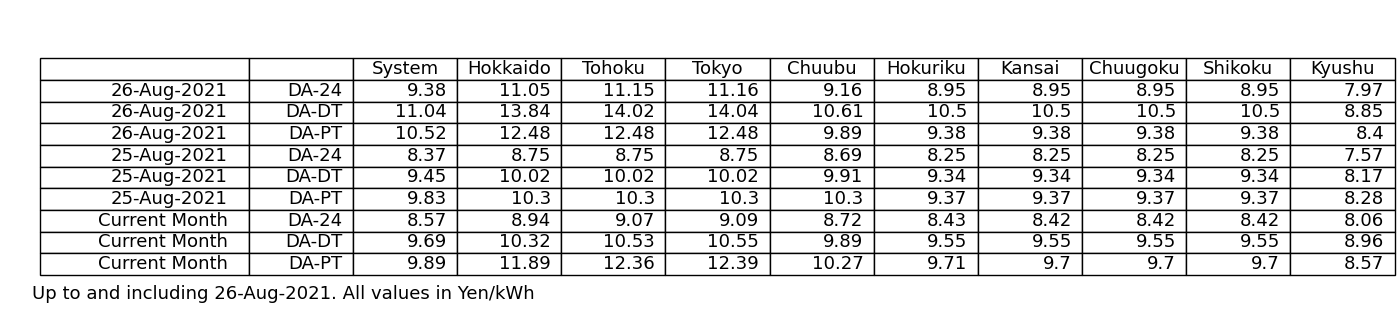 System Hokkaido Tohoku Tokyo Chuubu Hokuriku Kansai Chuugoku Shikoku Kyushu
26-Aug-2021 DA-24 9.38 11.05 11.15 11.16 9.16 8.95 8.95 8.95 8.95 7.97
26-Aug-2021 DA-DT 11.04 13.84 14.02 14.04 10.61 10.5 10.5 10.5 10.5 8.85
26-Aug-2021 DA-PT 10.52 12.48 12.48 12.48 9.89 9.38 9.38 9.38 9.38 8.4
25-Aug-2021 DA-24 8.37 8.75 8.75 8.75 8.69 8.25 8.25 8.25 8.25 7.57
25-Aug-2021 DA-DT 9.45 10.02 10.02 10.02 9.91 9.34 9.34 9.34 9.34 8.17
25-Aug-2021 DA-PT 9.83 10.3 10.3 10.3 10.3 9.37 9.37 9.37 9.37 8.28
Current Month DA-24 8.57 8.94 9.07 9.09 8.72 8.43 8.42 8.42 8.42 8.06
Current Month DA-DT 9.69 10.32 10.53 10.55 9.89 9.55 9.55 9.55 9.55 8.96
Current Month DA-PT 9.89 11.89 12.36 12.39 10.27 9.71 9.7 9.7 9.7 8.57
Up to and including 26-Aug-2021. All values in Yen/kWh